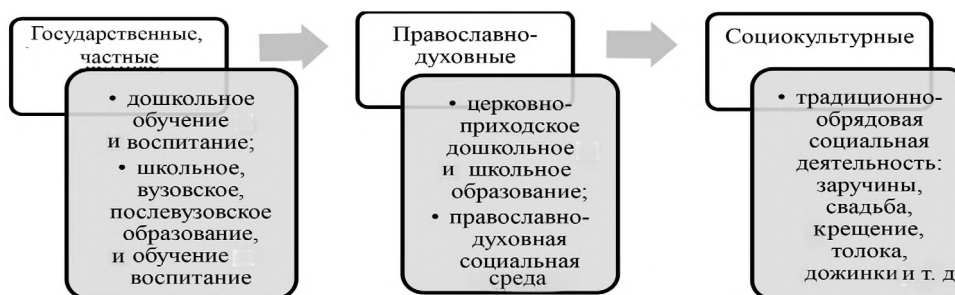 Государственные,
частные
• дошкольное
обучение
и воспитание;
• школьное,
вузовское,
послевузовское
образование,
и обучение
воспитание
Православно-
духовные
• церковно-
приходское
дошкольное
и школьное
образование;
• православно-
духовная
социальная
среда
Социокультурные
• традиционно-
обрядовая
социальная
деятельность:
заручины,
свадьба,
крещение,
толока,
дожинки и т. д